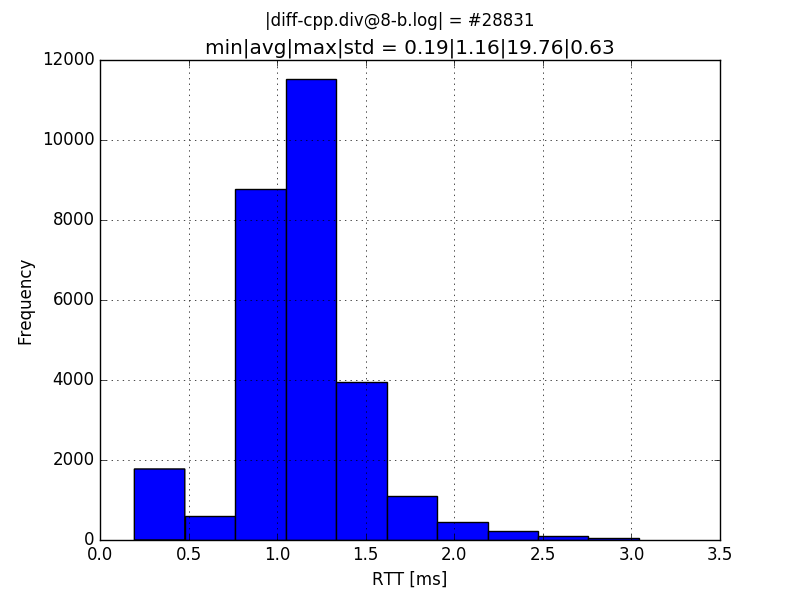 |diff-cpp.div@8-b.log| = #28831
min|avg|max|std = 0.19|1.16|19.76|0.63
12000
10000
8000
6000
4000
2000
0
Frequency
0.0 0.5 1.0 1.5 2.0 2.5 3.0 3.5
RTT [ms]